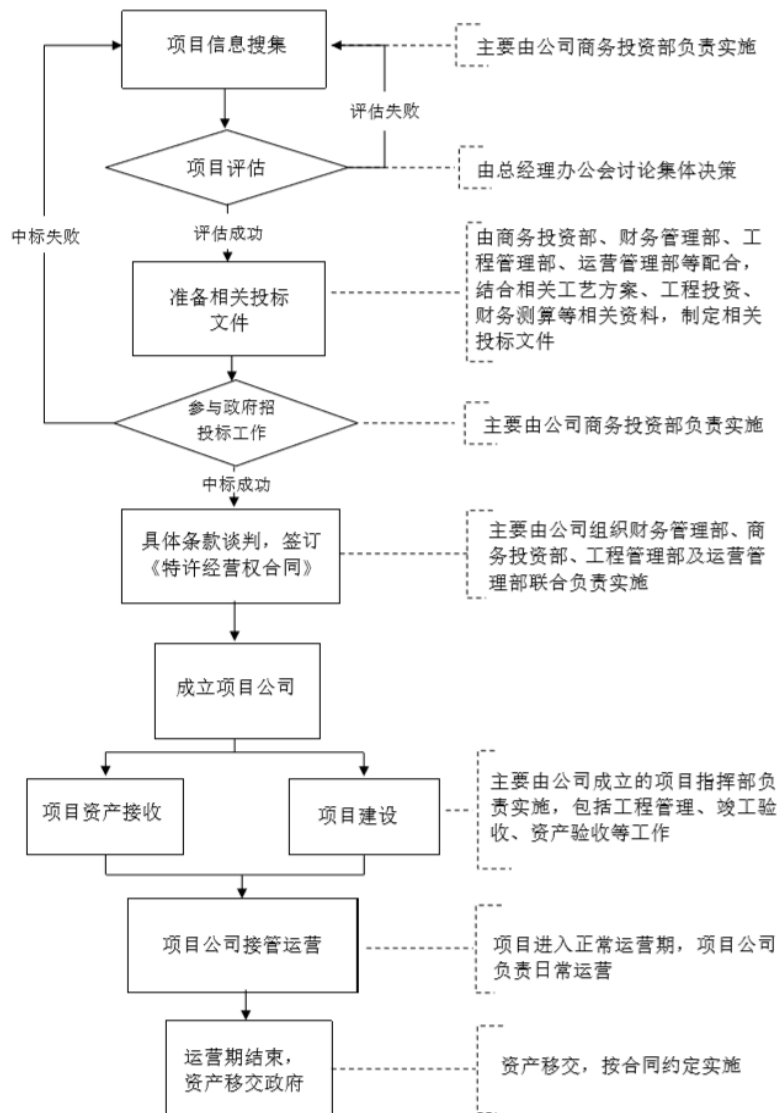 项目信息搜集
主要由公司商务投资部负责实施
评估失败
项目评估
由总经理办公会讨论集体决策
中标失败
评估成功
准备相关投标
文件
由商务投资部、财务管理部、工
程管理部、运营管理部等配合，
结合相关工艺方案、工程投资、
财务测算等相关资料，制定相关
投标文件
参与政府招
投标工作
主要由公司商务投资部负责实施
中标成功
具体条款谈判，签订
《特许经营权合同》
主要由公司组织财务管理部、商
务投资部、工程管理部及运营管
理部联合负责实施
成立项目公司
项目资产接收
项目建设
主要由公司成立的项目指挥部负
责实施，包括工程管理、竣工验
收、资产验收等工作
项目公司接管运营
项目进入正常运营期，项目公司
负责日常运营
运营期结束，
资产移交政府
资产移交，按合同约定实施